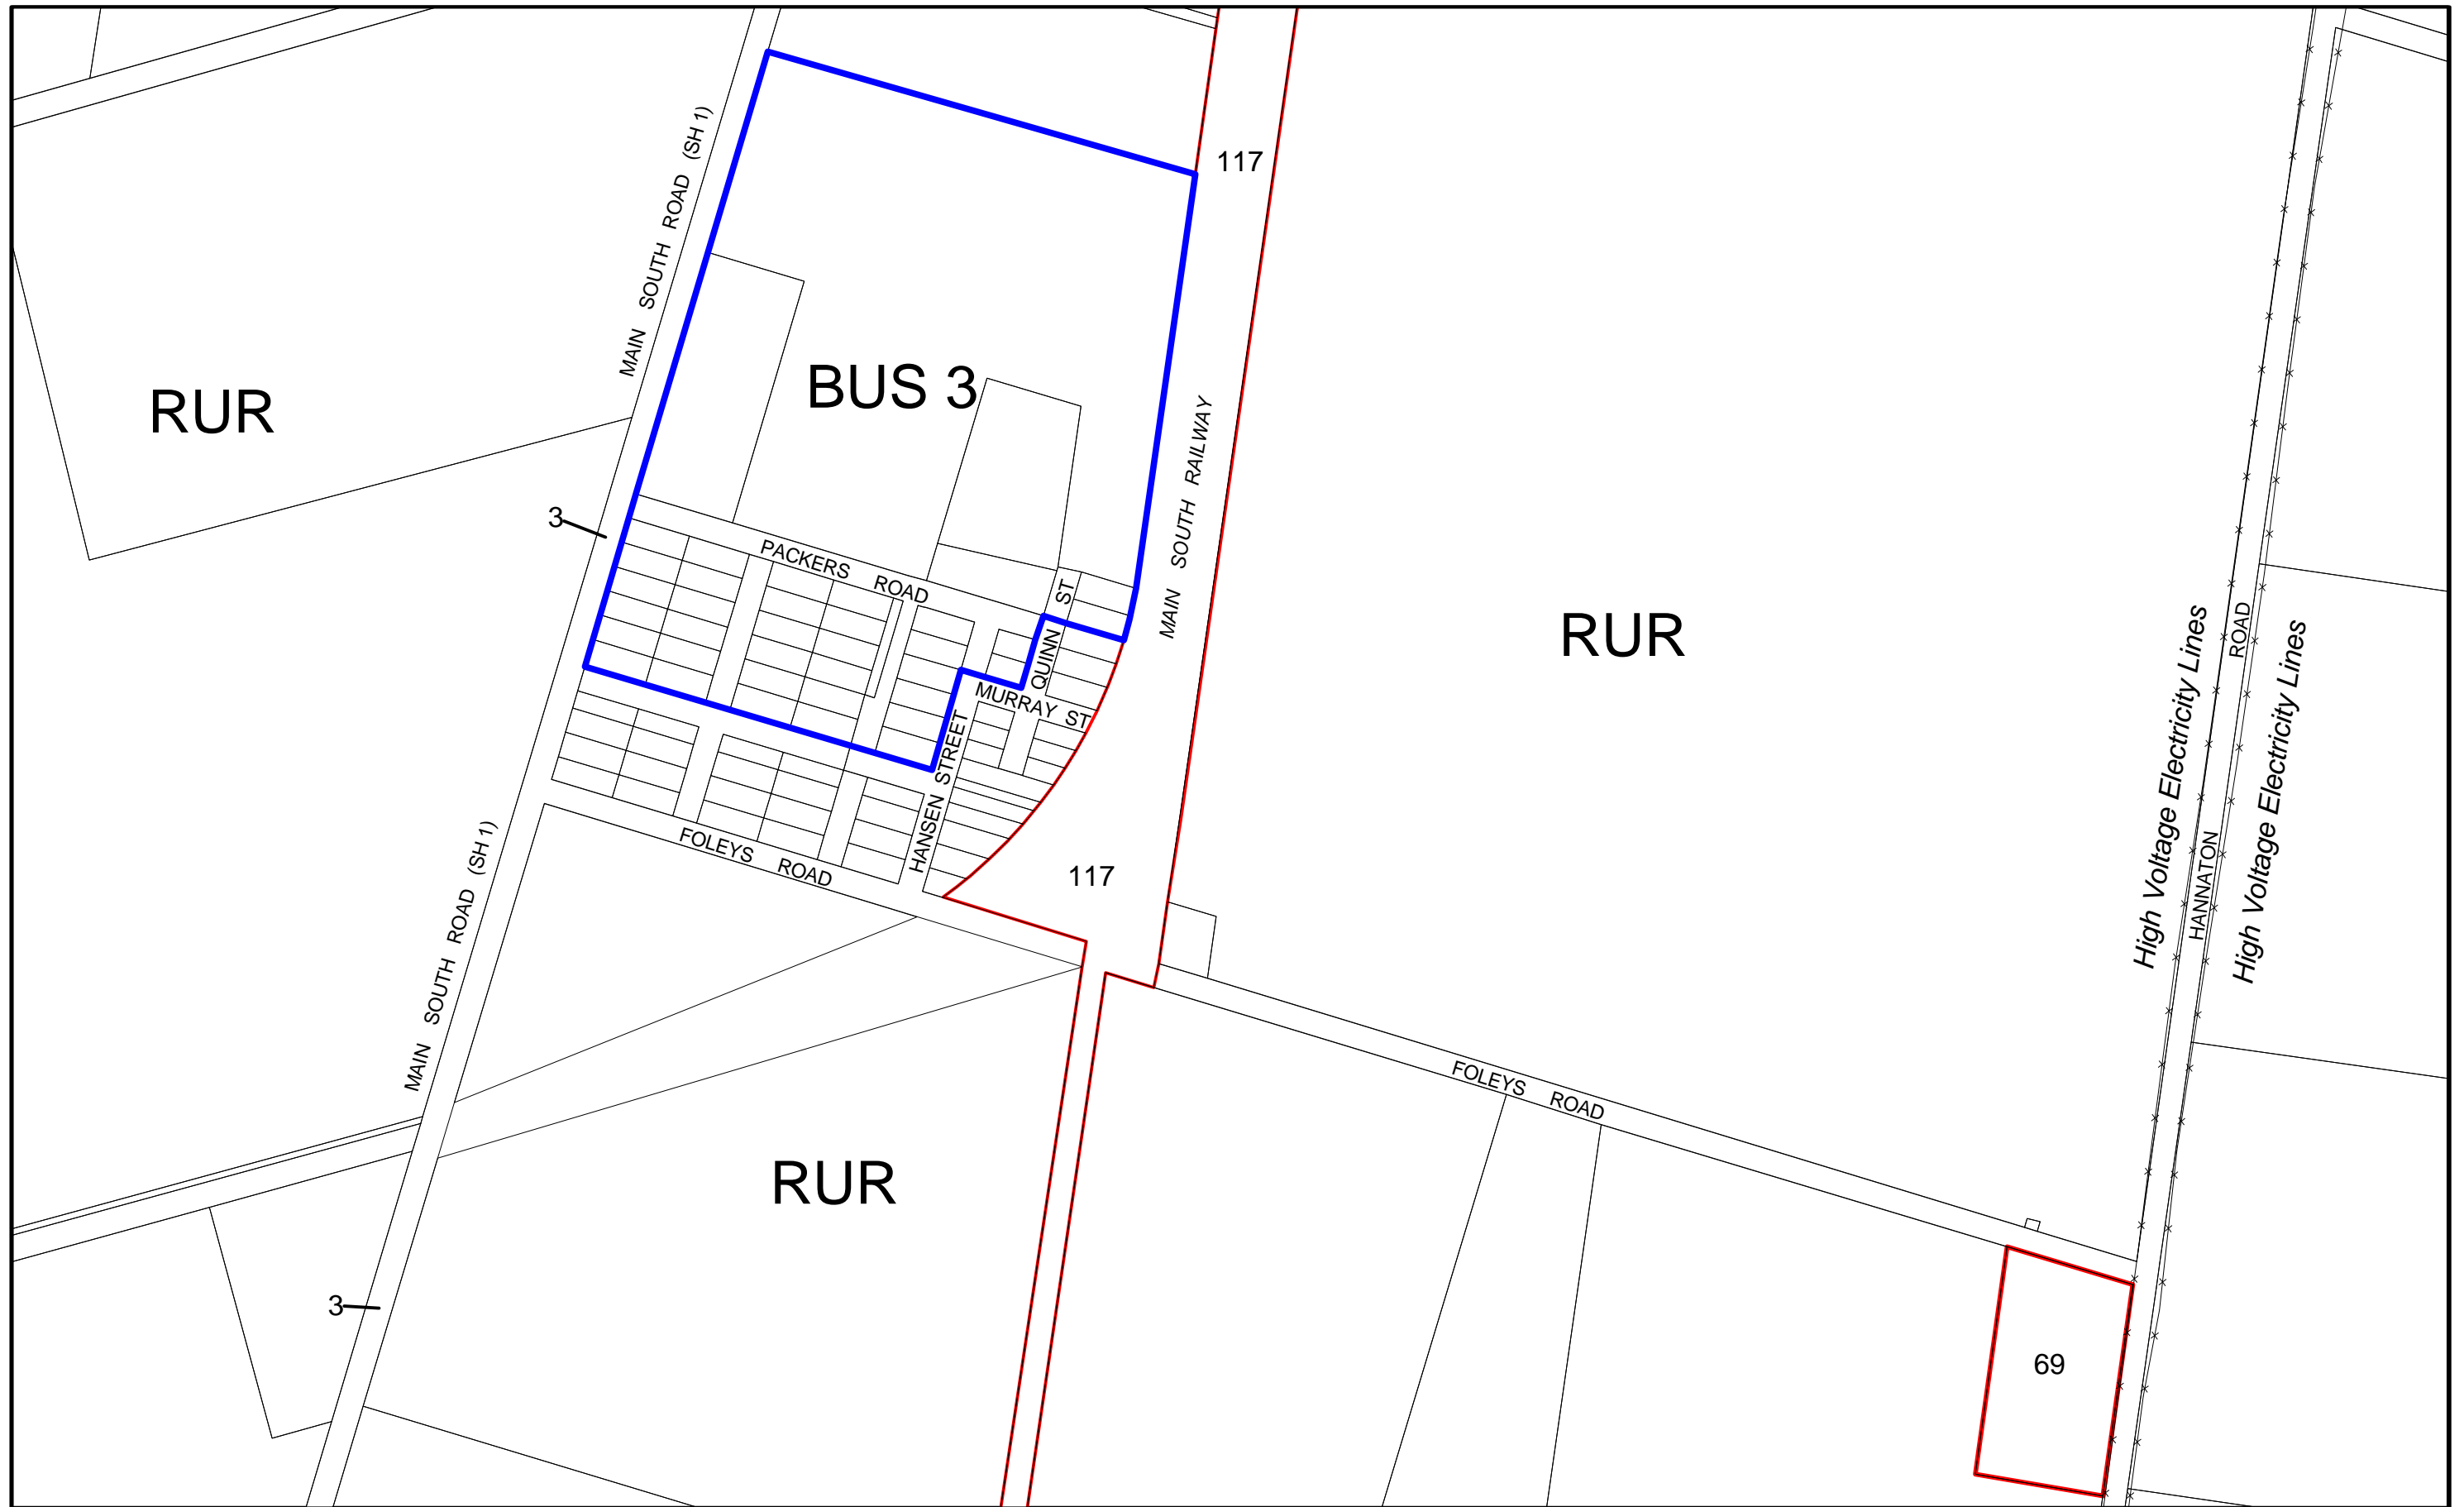 MAIN SOUTH ROAD (SH 1)
117
RUR
BUS 3
MAIN SOUTH RAILWAY
3
PACKERS ROAD
QUINN ST
MURRAY ST
HANSEN STREET
RUR
High Voltage Electricity Lines
HANNATON ROAD
High Voltage Electricity Lines
MAIN SOUTH ROAD (SH 1)
FOLEYS ROAD
117
FOLEYS ROAD
RUR
3
69